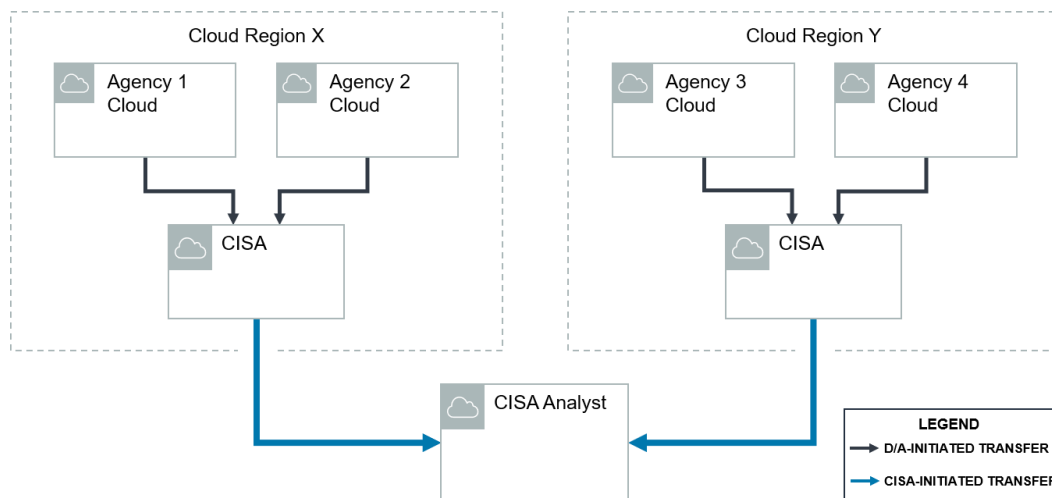 Cloud Region X
Cloud Region Y
Agency 1
Cloud
Agency 2
Cloud
Agency 3
Cloud
Agency 4
Cloud
CISA
CISA
CISA Analyst
LEGEND
D/A-INITIATED TRANSFER
CISA-INITIATED TRANSFER